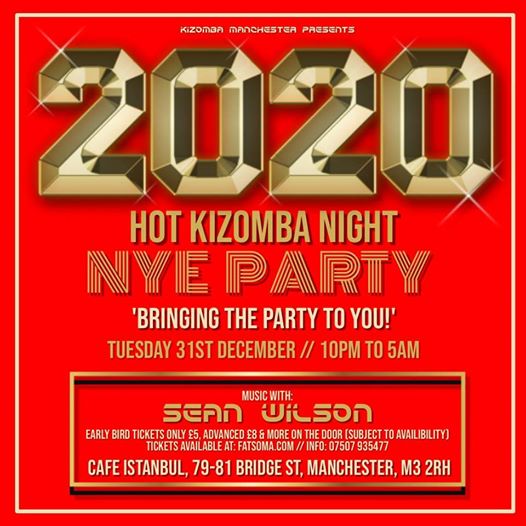 KIZOMBA MANCHESTER PRESENTS
2020
HOT KIZOMBA NIGHT
NYE PARTY
'BRINGING THE PARTY TO YOU!'
TUESDAY 31ST DECEMBER // 10PM TO 5AM
MUSIC WITH:
SEAN WILSON
EARLY BIRD TICKETS ONLY £5, ADVANCED £8 & MORE ON THE DOOR (SUBJECT TO AVAILIBILITY)
TICKETS AVAILABLE AT: FATSOMA.COM // INFO: 07507 935477
CAFE ISTANBUL, 79-81 BRIDGE ST, MANCHESTER, M3 2RH